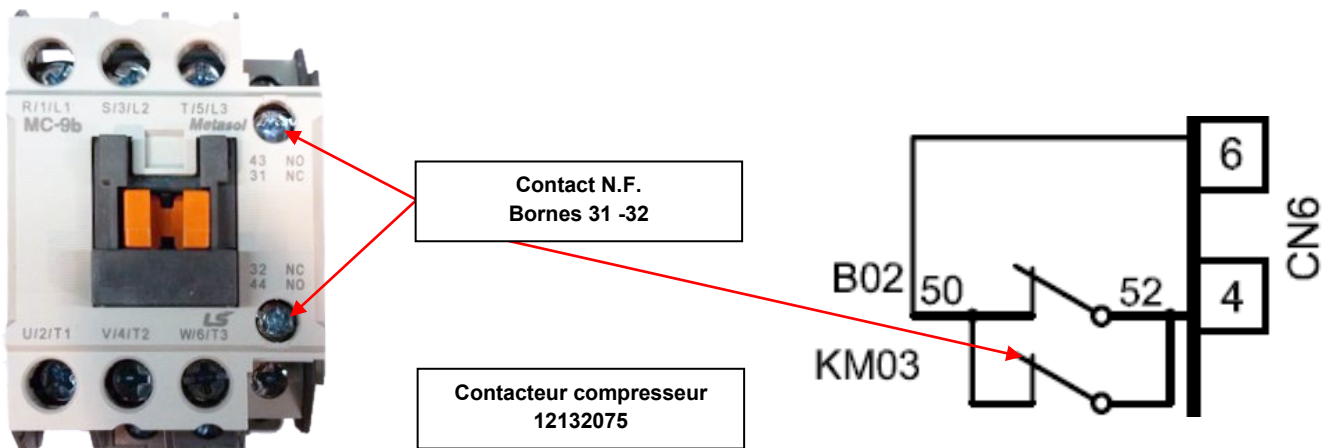 R/1/L1 S/3/L2 T/5/L3
MC-9b Metasol
43 NO
31 NC
32 NC
44 NO
LS
U/2/T1 V/4/T2 W/6/T3
Contact N.F.
Bornes 31 -32
Contacteur compresseur
12132075
6
CN6
B02 50 52 4
KM03